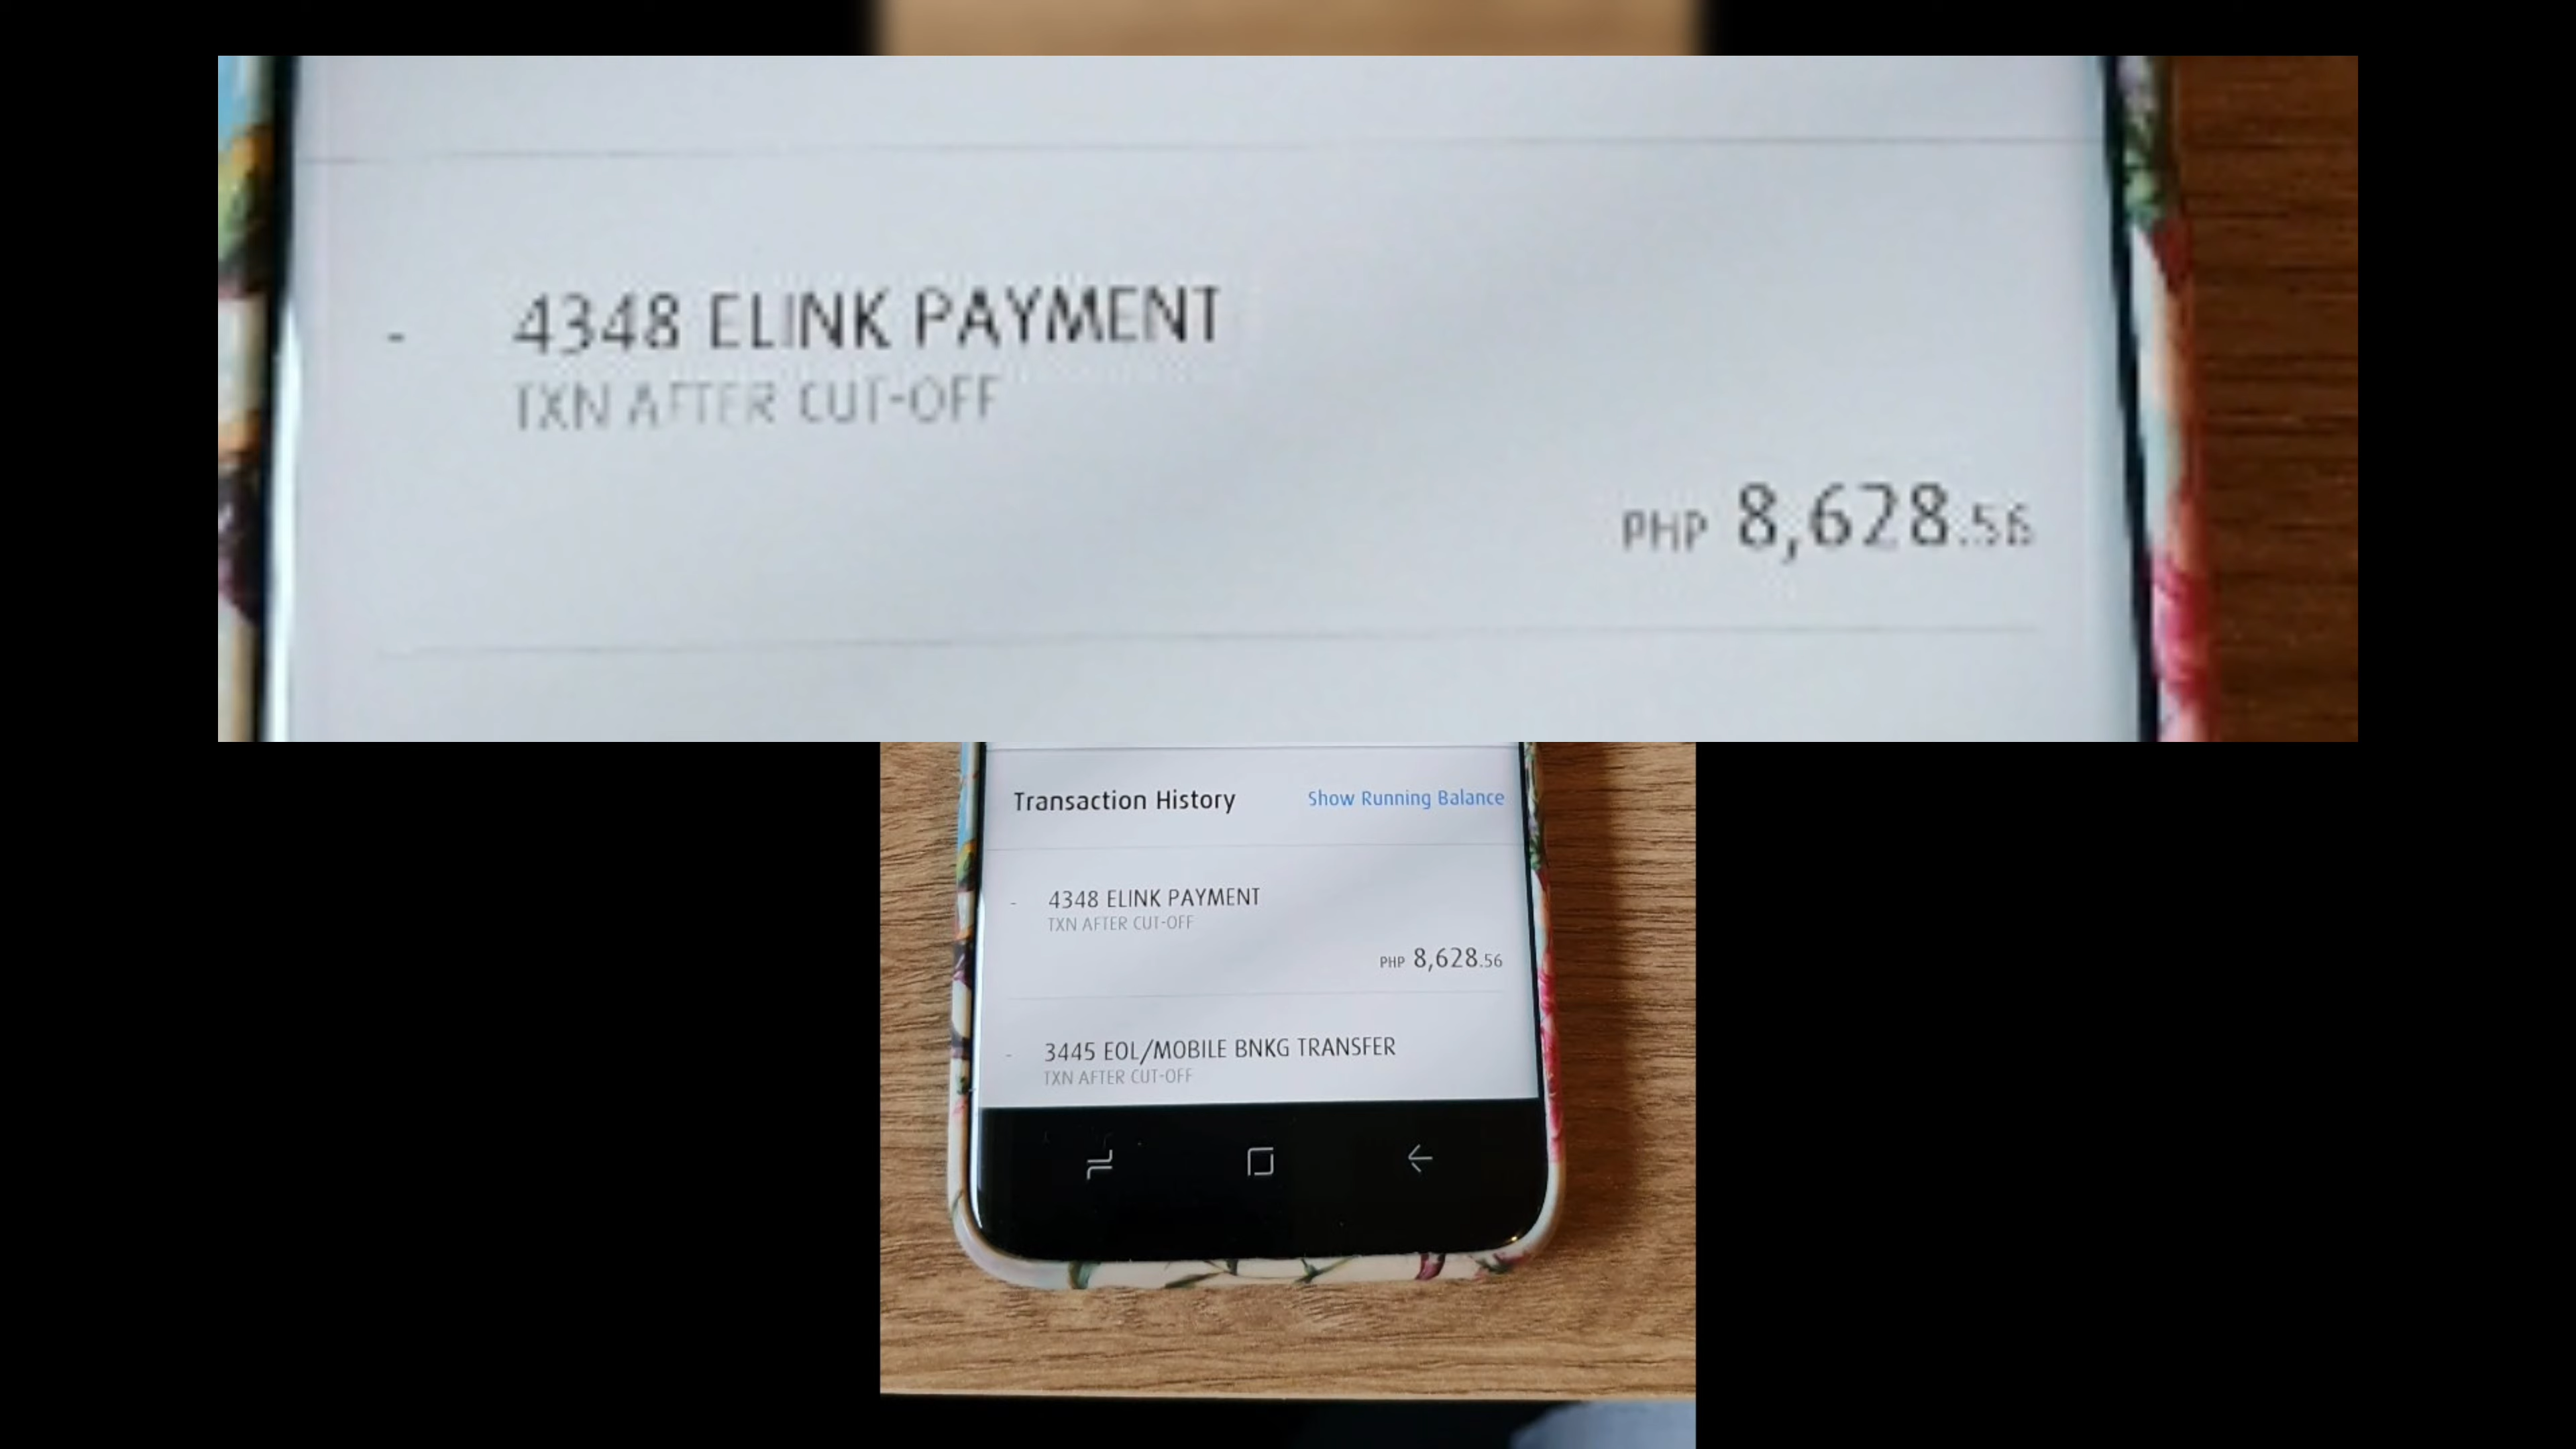 - 4348 ELINK PAYMENT
TXN AFTER CUT-OFF
PHP 8,628.56
Transaction History Show Running Balance
- 4348 ELINK PAYMENT
TXN AFTER CUT-OFF
PHP 8,628.56
- 3445 EOL/MOBILE BNKG TRANSFER
TXN AFTER CUT-OFF